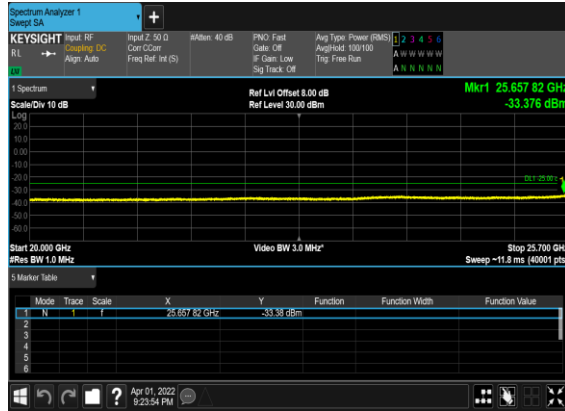 Spectrum Analyzer 1
Swept SA
KEYSIGHT Input: RF Input Z: 50 Ω #Atten: 40 dB PNO: Fast Avg Type: Power (RMS) 1 2 3 4 5 6
RL Coupling: DC Corr CCorr Gate: Off Avg|Hold: 100/100 A W W W W W
Align: Auto Freq Ref: Int (S) IF Gain: Low Trig: Free Run
LW Sig Track: Off A N N N N N
1 Spectrum Ref Lvl Offset 8.00 dB Mkr1 25.657 82 GHz
Scale/Div 10 dB Ref Level 30.00 dBm -33.376 dBm
Log
20.0
10.0
0.00
-10.0
-20.0
DL1 -25.00
-30.0
-40.0
-50.0
-60.0
Start 20.000 GHz Video BW 3.0 MHz* Stop 25.700 GHz
#Res BW 1.0 MHz Sweep ~11.8 ms (40001 pts)
5 Marker Table
Mode Trace Scale X Y Function Function Width Function Value
1 N 1 f 25.657 82 GHz -33.38 dBm
2
3
4
5
6
? Apr 01, 2022
9:23:54 PM